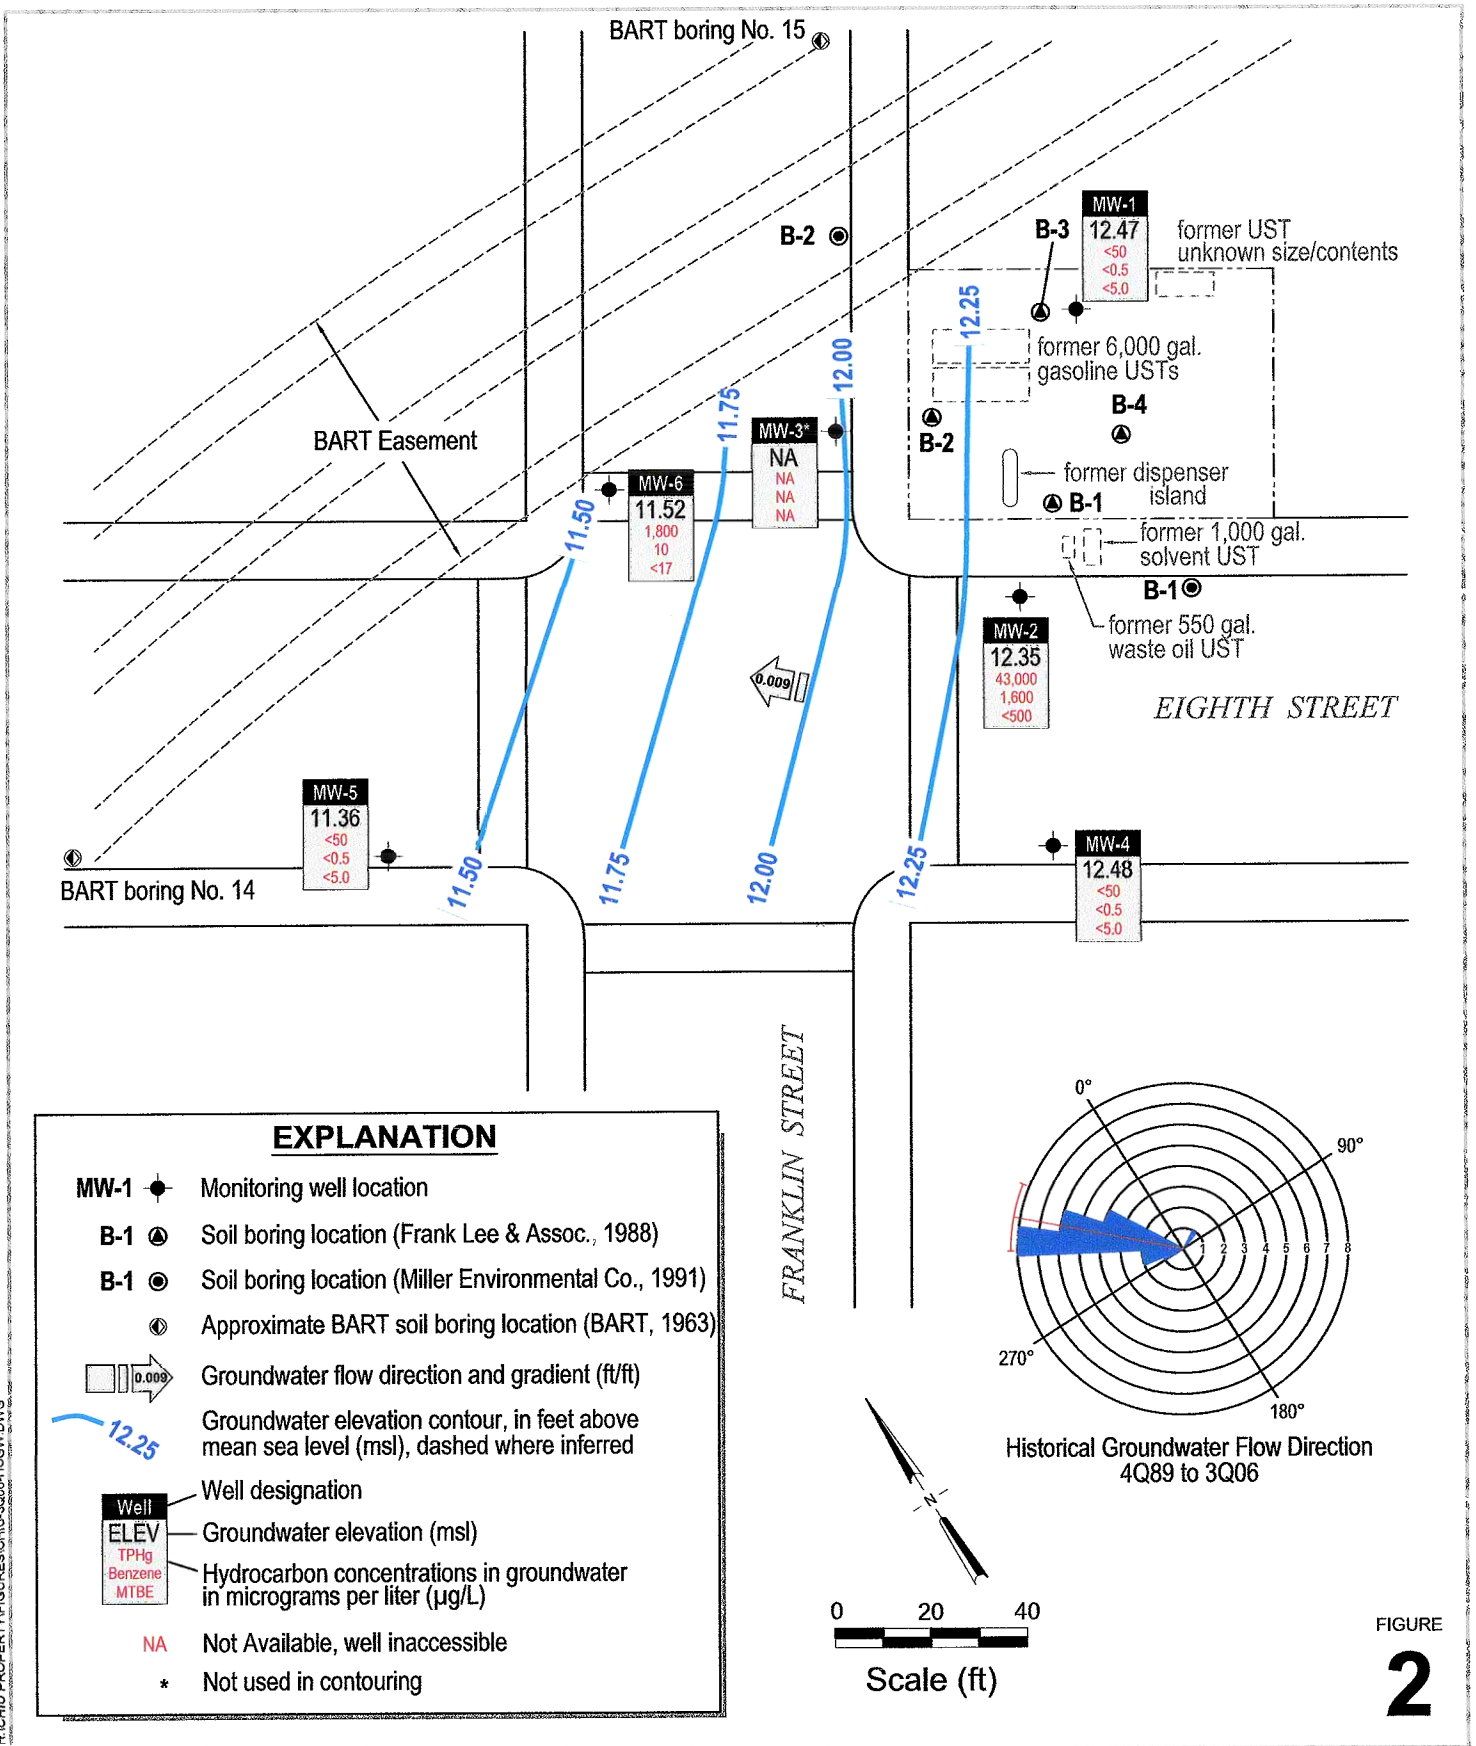 BART boring No. 15
B-2
MW-1
12.47
<50
<0.5
<5.0
B-3
former UST
unknown size/contents
12.25
former 6,000 gal.
gasoline USTs
12.00
11.75
B-4
B-2
MW-3*
NA
NA
NA
NA
BART Easement
former dispenser
island
B-1
MW-6
11.52
1,800
10
<17
11.50
former 1,000 gal.
solvent UST
B-1
former 550 gal.
waste oil UST
MW-2
12.35
43,000
1,600
<500
0.009
EIGHTH STREET
MW-5
11.36
<50
<0.5
<5.0
BART boring No. 14
11.50
11.75
12.00
12.25
MW-4
12.48
<50
<0.5
<5.0
FRANKLIN STREET
EXPLANATION
MW-1 Monitoring well location
B-1 Soil boring location (Frank Lee & Assoc., 1988)
B-1 Soil boring location (Miller Environmental Co., 1991)
Approximate BART soil boring location (BART, 1963)
0.009 Groundwater flow direction and gradient (ft/ft)
12.25
Groundwater elevation contour, in feet above
mean sea level (msl), dashed where inferred
Well
ELEV
TPHg
Benzene
MTBE
Well designation
Groundwater elevation (msl)
Hydrocarbon concentrations in groundwater
in micrograms per liter (µg/L)
NA Not Available, well inaccessible
* Not used in contouring
0°
90°
1 2 3 4 5 6 7 8
270°
180°
Historical Groundwater Flow Direction
4Q89 to 3Q06
N
0 20 40
Scale (ft)
FIGURE
2